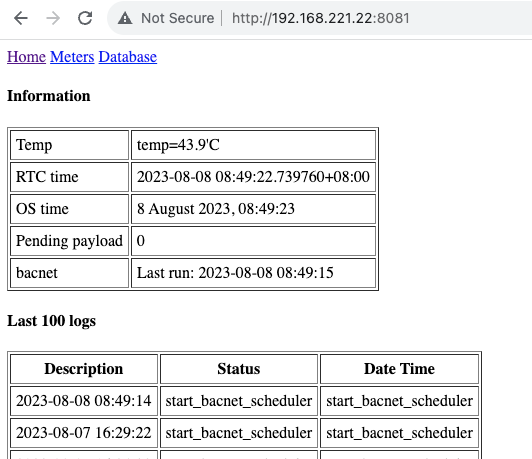 Not Secure | http://192.168.221.22:8081
Home Meters Database
Information
Temp temp=43.9'C
RTC time 2023-08-08 08:49:22.739760+08:00
OS time 8 August 2023, 08:49:23
Pending payload 0
bacnet Last run: 2023-08-08 08:49:15
Last 100 logs
Description Status Date Time
2023-08-08 08:49:14 start_bacnet_scheduler start_bacnet_scheduler
2023-08-07 16:29:22 start_bacnet_scheduler start_bacnet_scheduler